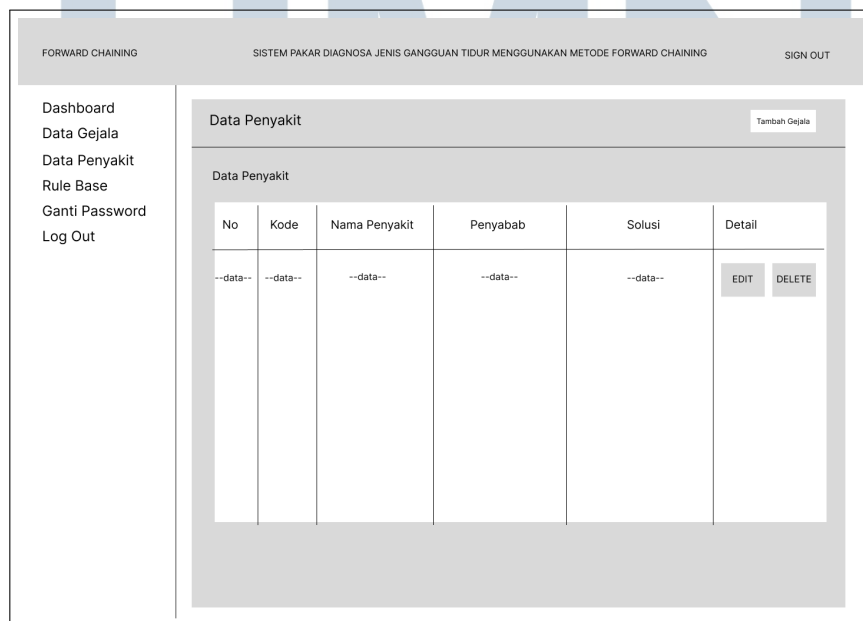 FORWARD CHAINING
SISTEM PAKAR DIAGNOSA JENIS GANGGUAN TIDUR MENGGUNAKAN METODE FORWARD CHAINING
SIGN OUT
Dashboard
Data Gejala
Data Penyakit
Rule Base
Ganti Password
Log Out
Data Penyakit
Tambah Gejala
Data Penyakit
No Kode Nama Penyakit Penyabab Solusi Detail
--data-- --data-- --data-- --data-- --data-- EDIT DELETE